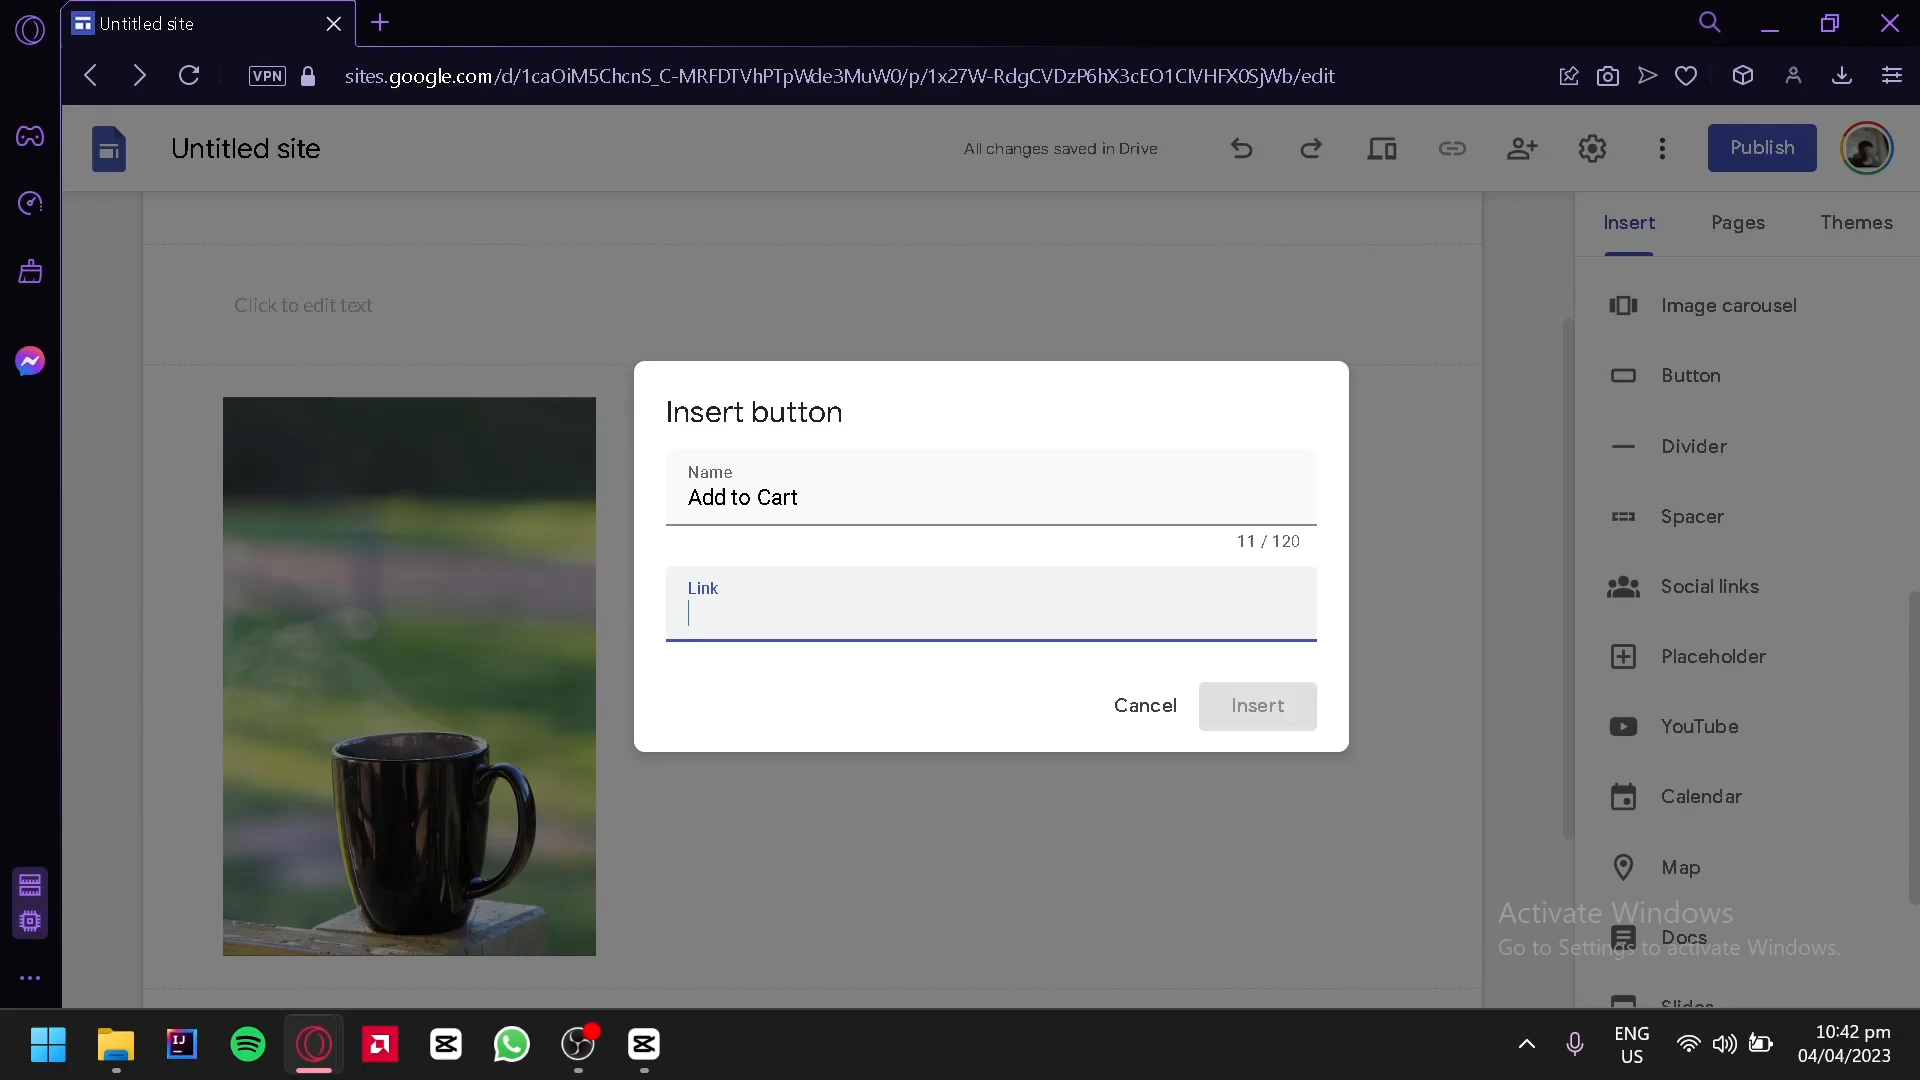 Untitled site
VPN
sites.google.com/d/1caOiM5ChcnS_C-MRFDTVhPTpWde3MuW0/p/1x27W-RdgCVDzP6hX3cEO1ClVHFX0SjWb/edit
Untitled site
All changes saved in Drive
Publish
Insert
Pages
Themes
Click to edit text
Image carousel
Button
Divider
Spacer
Social links
Placeholder
YouTube
Calendar
Map
Docs
Slides
Insert button
Name
Add to Cart
11 / 120
Link
Cancel
Insert
Activate Windows
Go to Settings to activate Windows.
IJ
ENG
US
10:42 pm
04/04/2023